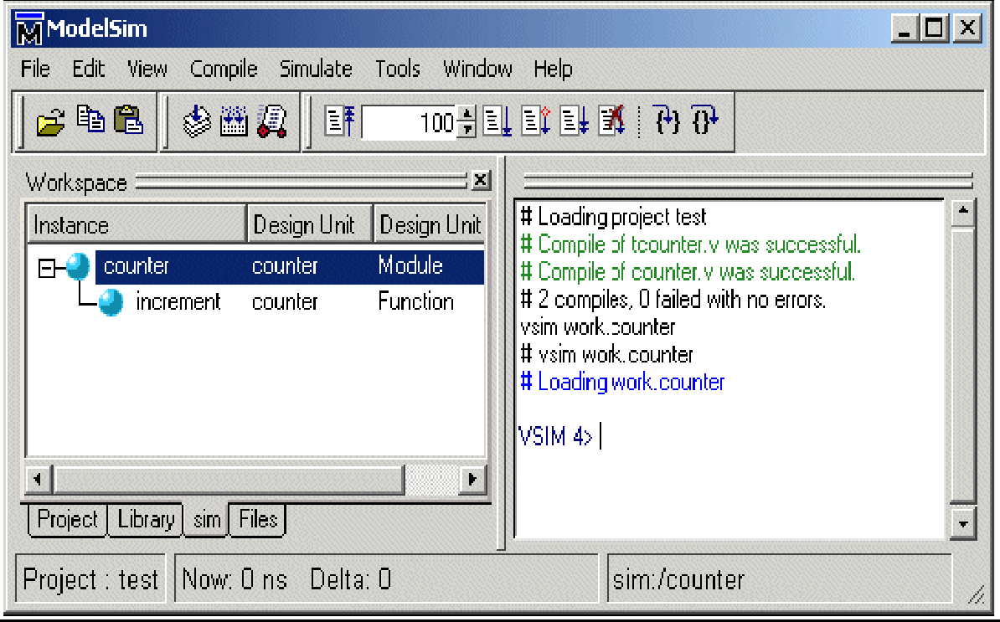 ModelSim
File Edit View Compile Simulate Tools Window Help
100
Workspace
Instance Design Unit Design Unit
counter counter Module
increment counter Function
Project Library sim Files
# Loading project test
# Compile of tcounter.v was successful.
# Compile of counter.v was successful.
# 2 compiles, 0 failed with no errors.
vsim work.counter
# vsim work.counter
# Loading work.counter
VSIM 4>
Project : test Now: 0 ns Delta: 0 sim:/counter